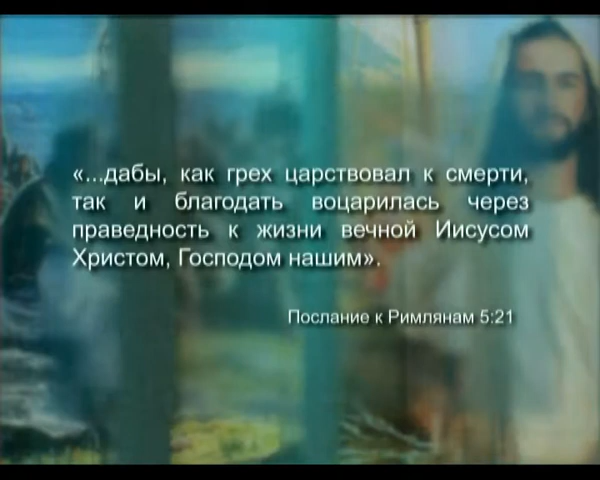 «...дабы, как грех царствовал к смерти,
так и благодать воцарилась через
праведность к жизни вечной Иисусом
Христом, Господом нашим».
Послание к Римлянам 5:21